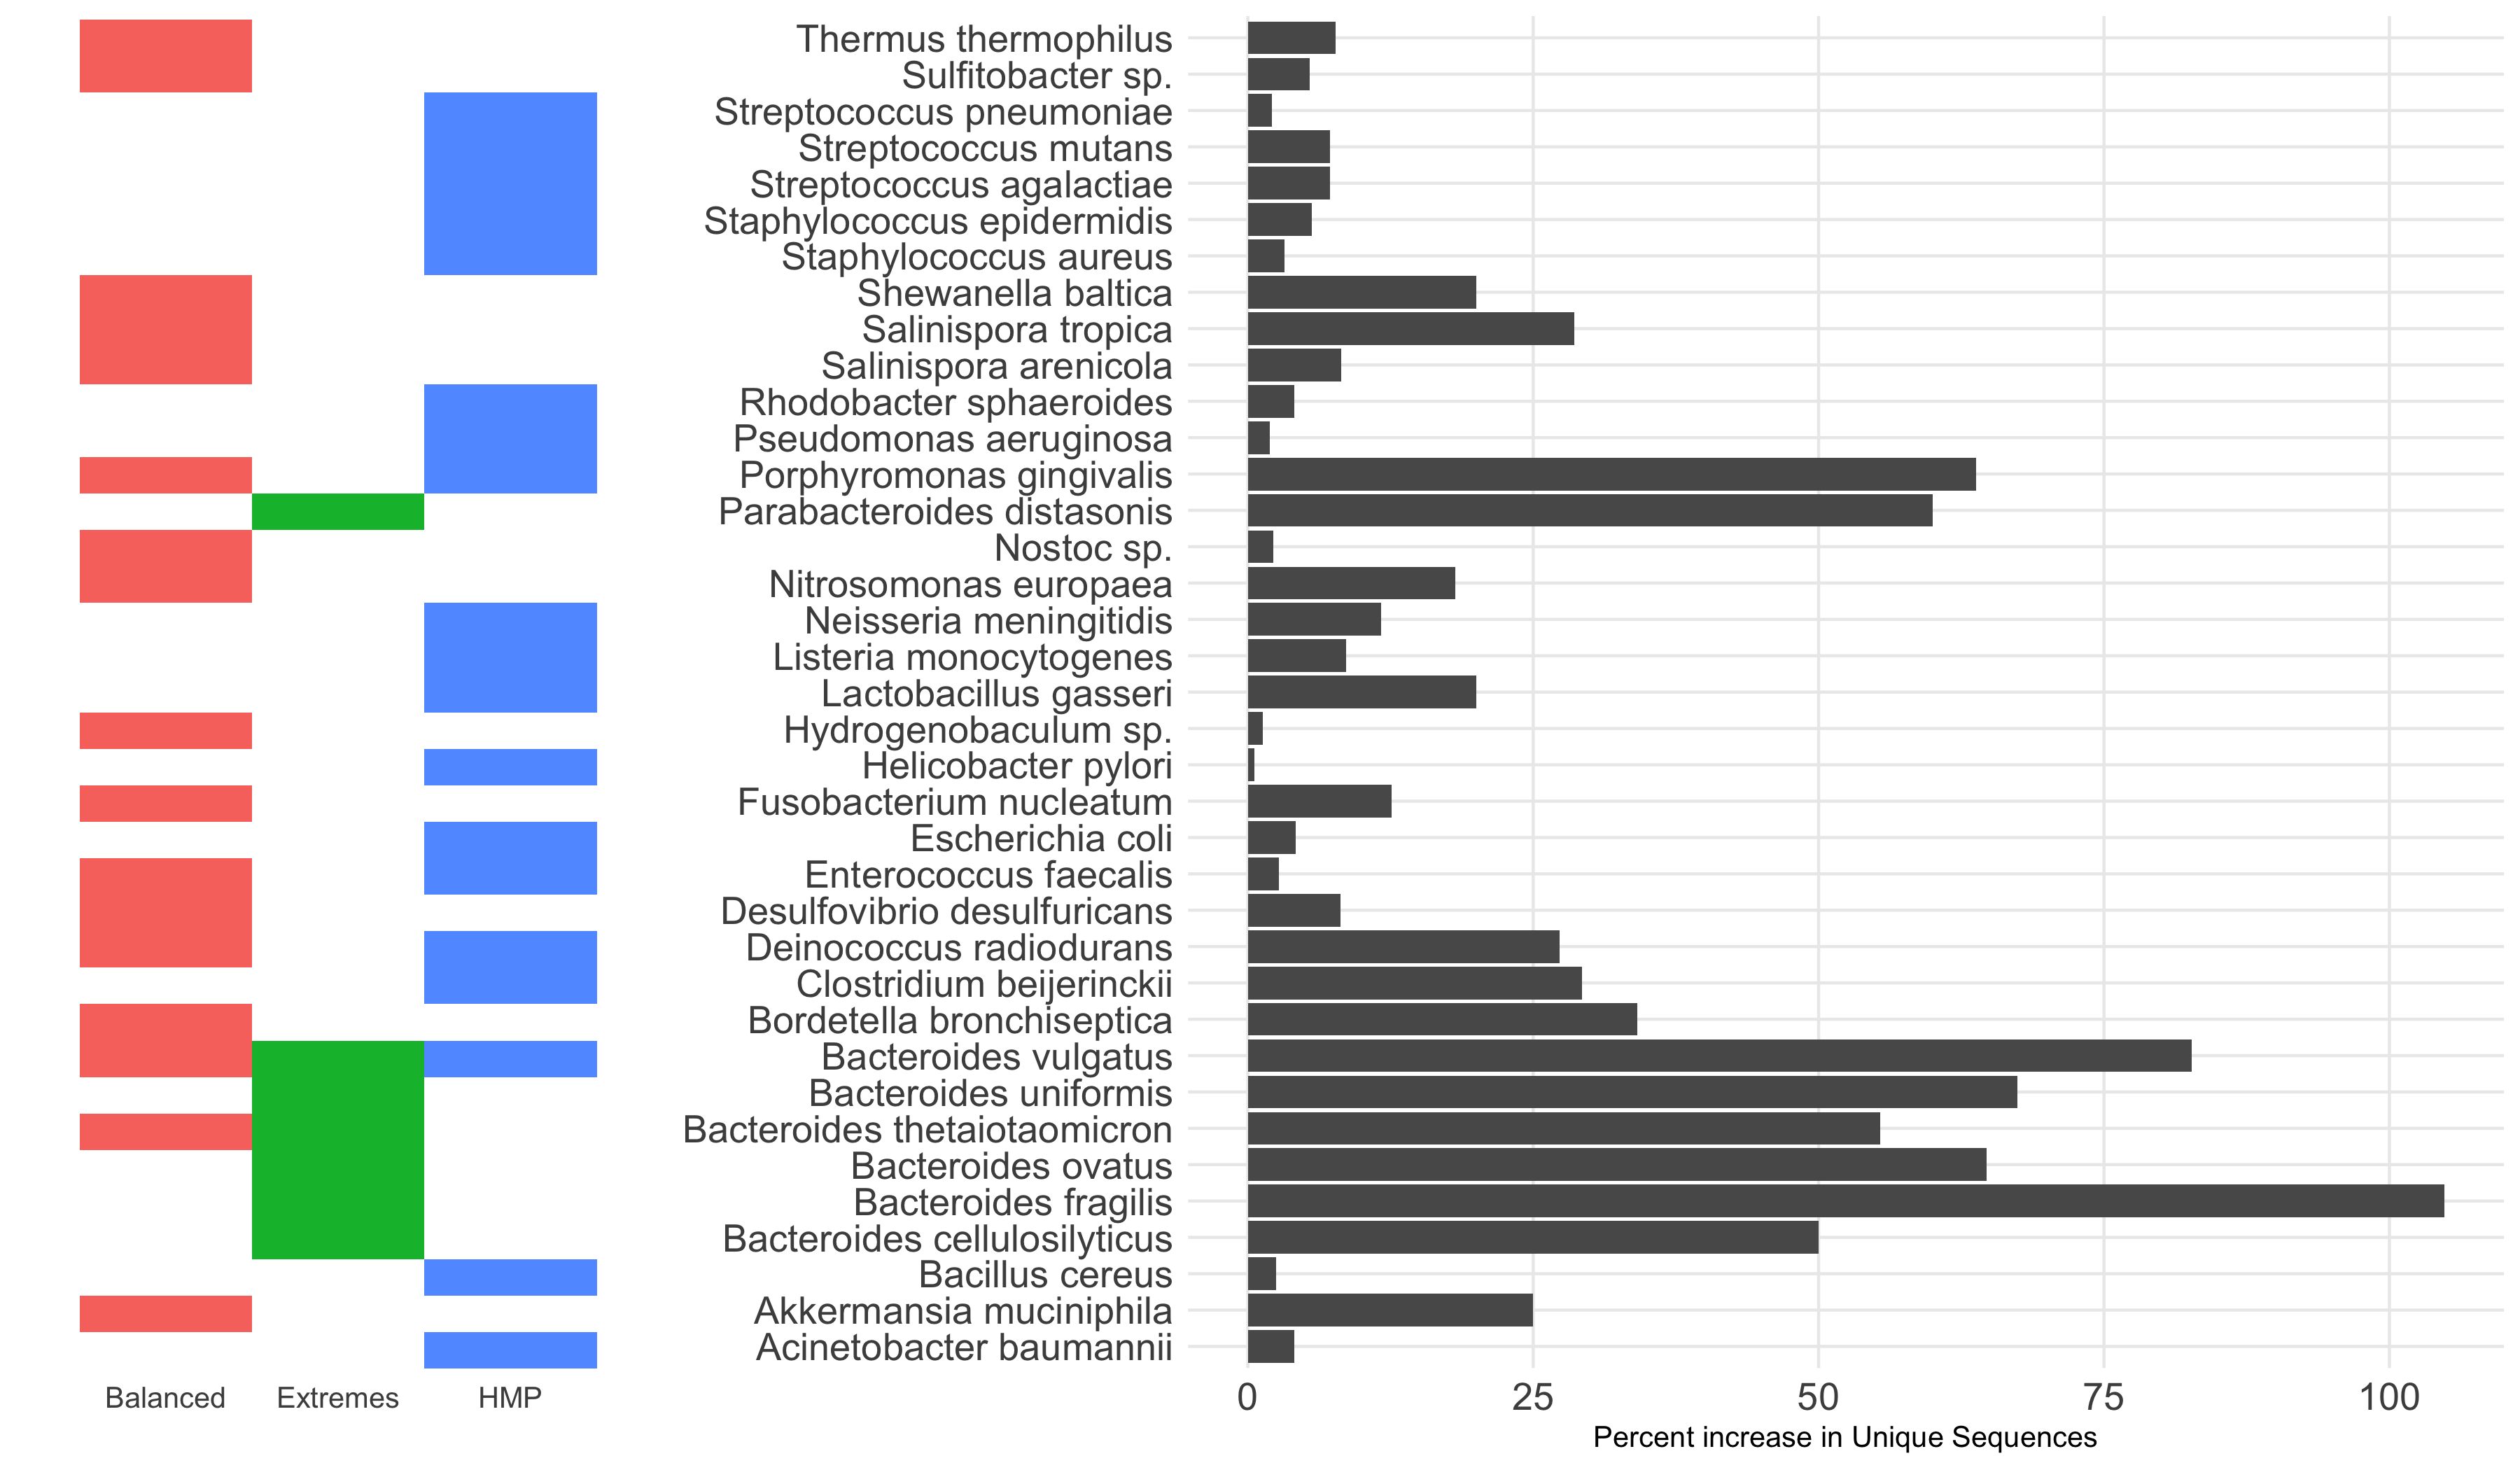 Thermus thermophilus
Sulfitobacter sp.
Streptococcus pneumoniae
Streptococcus mutans
Streptococcus agalactiae
Staphylococcus epidermidis
Staphylococcus aureus
Shewanella baltica
Salinispora tropica
Salinispora arenicola
Rhodobacter sphaeroides
Pseudomonas aeruginosa
Porphyromonas gingivalis
Parabacteroides distasonis
Nostoc sp.
Nitrosomonas europaea
Neisseria meningitidis
Listeria monocytogenes
Lactobacillus gasseri
Hydrogenobaculum sp.
Helicobacter pylori
Fusobacterium nucleatum
Escherichia coli
Enterococcus faecalis
Desulfovibrio desulfuricans
Deinococcus radiodurans
Clostridium beijerinckii
Bordetella bronchiseptica
Bacteroides vulgatus
Bacteroides uniformis
Bacteroides thetaiotaomicron
Bacteroides ovatus
Bacteroides fragilis
Bacteroides cellulosilyticus
Bacillus cereus
Akkermansia muciniphila
Acinetobacter baumannii
Balanced Extremes HMP
0 25 50 75 100
Percent increase in Unique Sequences